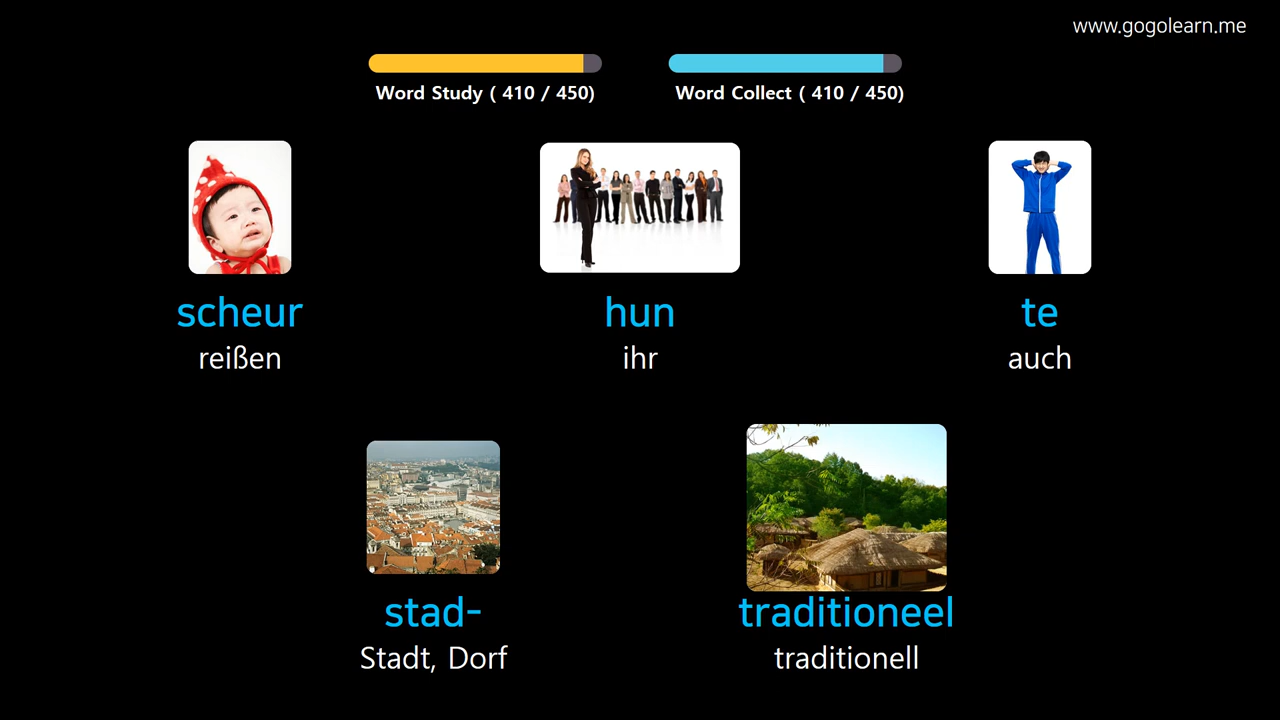 www.gogolearn.me
Word Study ( 410 / 450)
Word Collect ( 410 / 450)
scheur
reißen
hun
ihr
te
auch
stad-
Stadt, Dorf
traditioneel
traditionell